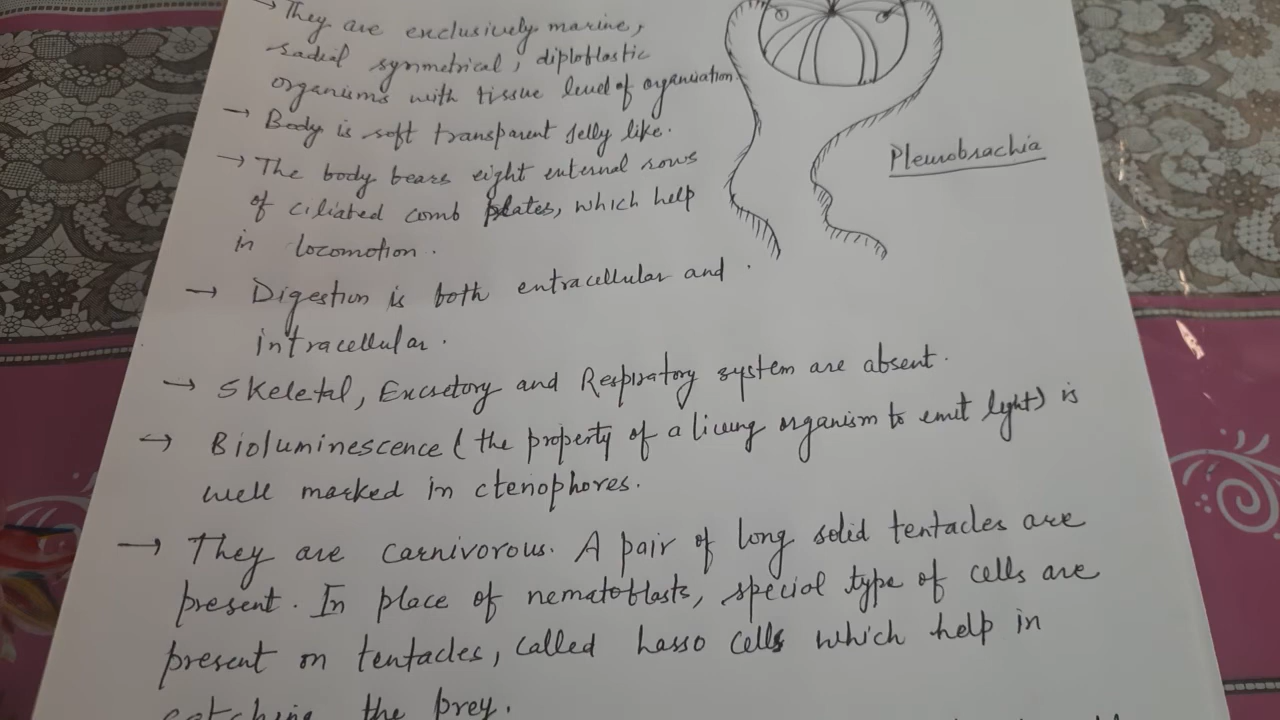 → They are exclusively marine,
radial symmetrical, diploblastic
organisms with tissue level of organisation
→ Body is soft transparent Jelly like.
→ The body bears eight external rows
of ciliated comb plates, which help
in locomotion.
Pleurobrachia
→ Digestion is both extracellular and
intracellular.
→ Skeletal, Excretory and Respiratory system are absent.
→ Bioluminescence (the property of a living organism to emit light) is
well marked in ctenophores.
→ They are carnivorous. A pair of long solid tentacles are
present. In place of nematoblasts, special type of cells are
present on tentacles, called lasso cells which help in
catching the prey.